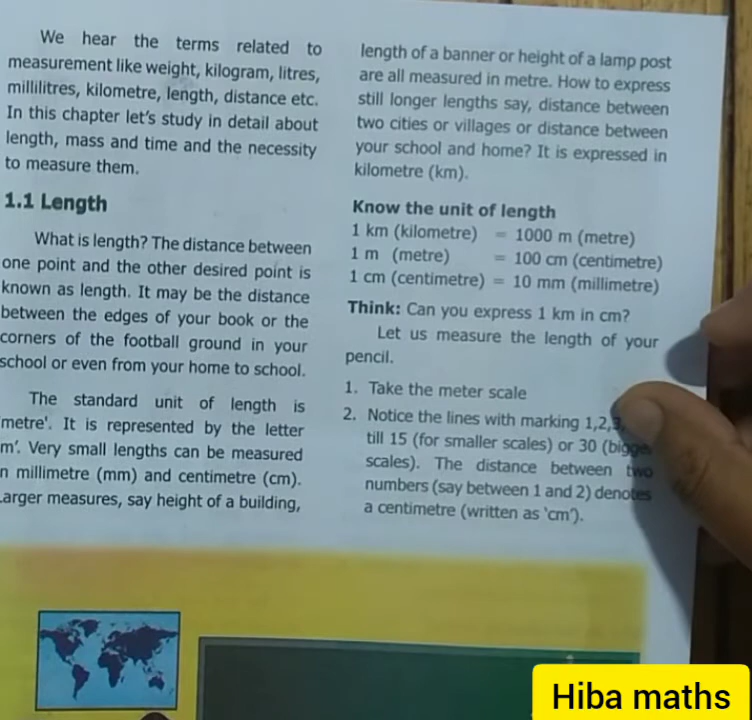 We hear the terms related to
measurement like weight, kilogram, litres,
millilitres, kilometre, length, distance etc.
In this chapter let's study in detail about
length, mass and time and the necessity
to measure them.
1.1 Length
What is length? The distance between
one point and the other desired point is
known as length. It may be the distance
between the edges of your book or the
corners of the football ground in your
school or even from your home to school.
The standard unit of length is
'metre'. It is represented by the letter
m'. Very small lengths can be measured
n millimetre (mm) and centimetre (cm).
Larger measures, say height of a building,
length of a banner or height of a lamp post
are all measured in metre. How to express
still longer lengths say, distance between
two cities or villages or distance between
your school and home? It is expressed in
kilometre (km).
Know the unit of length
1 km (kilometre) = 1000 m (metre)
1 m (metre) = 100 cm (centimetre)
1 cm (centimetre) = 10 mm (millimetre)
Think: Can you express 1 km in cm?
Let us measure the length of your
pencil.
1. Take the meter scale
2. Notice the lines with marking 1,2,3,
till 15 (for smaller scales) or 30 (bigger
scales). The distance between two
numbers (say between 1 and 2) denotes
a centimetre (written as 'cm').
Hiba maths